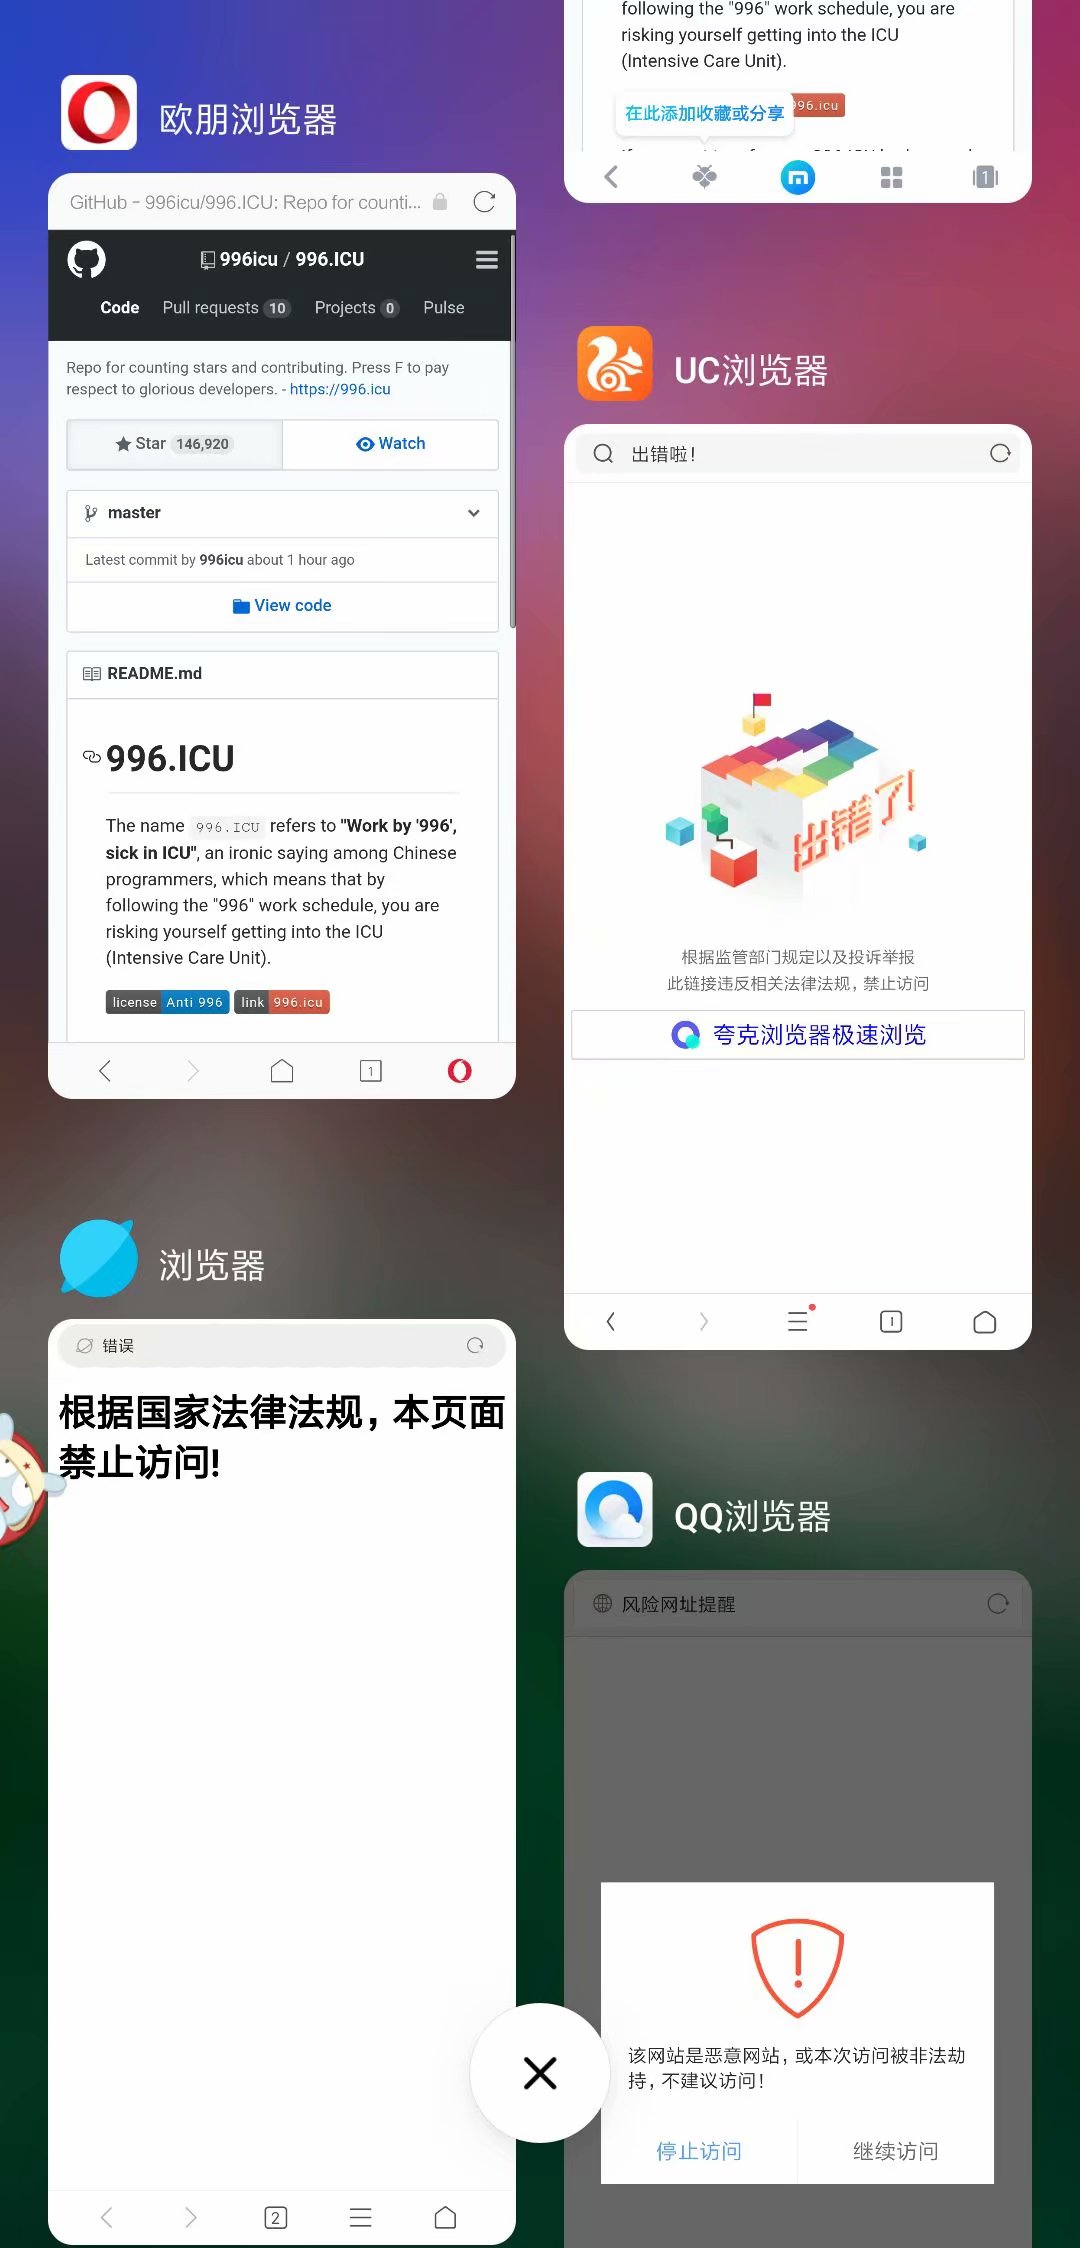 欧朋浏览器
GitHub - 996icu/996.ICU: Repo for counti...
996icu / 996.ICU
Code Pull requests 10 Projects 0 Pulse
Repo for counting stars and contributing. Press F to pay
respect to glorious developers. - https://996.icu
Star 146,920 Watch
master
Latest commit by 996icu about 1 hour ago
View code
README.md
996.ICU
The name 996.ICU refers to "Work by '996',
sick in ICU", an ironic saying among Chinese
programmers, which means that by
following the "996" work schedule, you are
risking yourself getting into the ICU
(Intensive Care Unit).
license Anti 996 link 996.icu
1
浏览器
错误
根据国家法律法规，本页面
禁止访问!
2
following the "996" work schedule, you are
risking yourself getting into the ICU
(Intensive Care Unit).
在此添加收藏或分享 996.icu
1
UC浏览器
出错啦！
出错了!
根据监管部门规定以及投诉举报
此链接违反相关法律法规，禁止访问
夸克浏览器极速浏览
1
QQ浏览器
风险网址提醒
该网站是恶意网站，或本次访问被非法劫
持，不建议访问！
停止访问 继续访问